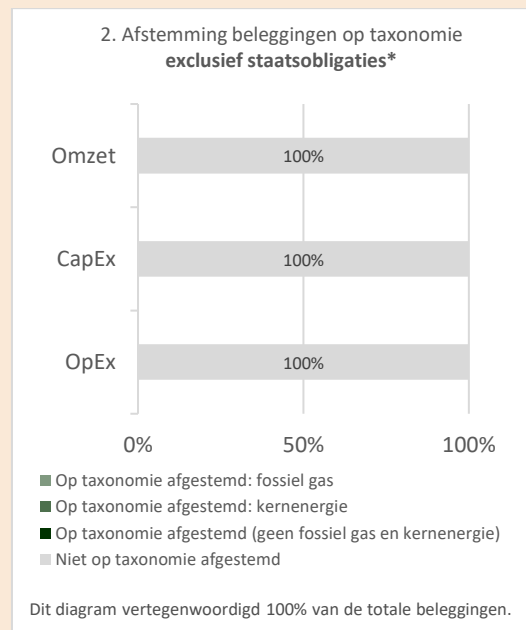 2. Afstemming beleggingen op taxonomie
exclusief staatsobligaties*
Omzet
100%
CapEx
100%
OpEx
100%
0%
50%
100%
Op taxonomie afgestemd: fossiel gas
Op taxonomie afgestemd: kernenergie
Op taxonomie afgestemd (geen fossiel gas en kernenergie)
Niet op taxonomie afgestemd
Dit diagram vertegenwoordigd 100% van de totale beleggingen.